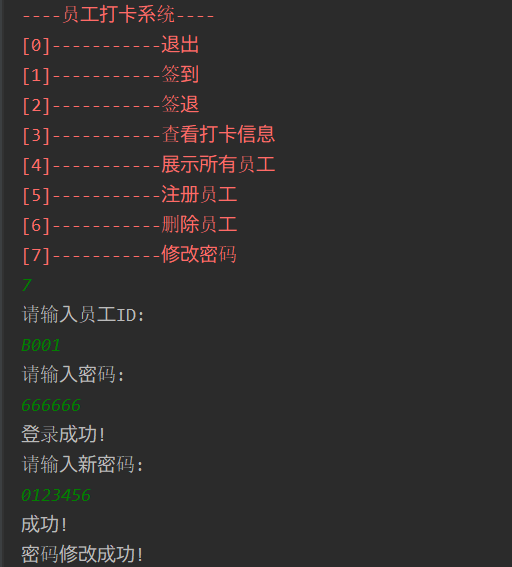 ----员工打卡系统----
[0]-----------退出
[1]-----------签到
[2]-----------签退
[3]-----------查看打卡信息
[4]-----------展示所有员工
[5]-----------注册员工
[6]-----------删除员工
[7]-----------修改密码
7
请输入员工ID:
B001
请输入密码:
666666
登录成功!
请输入新密码:
0123456
成功!
密码修改成功!